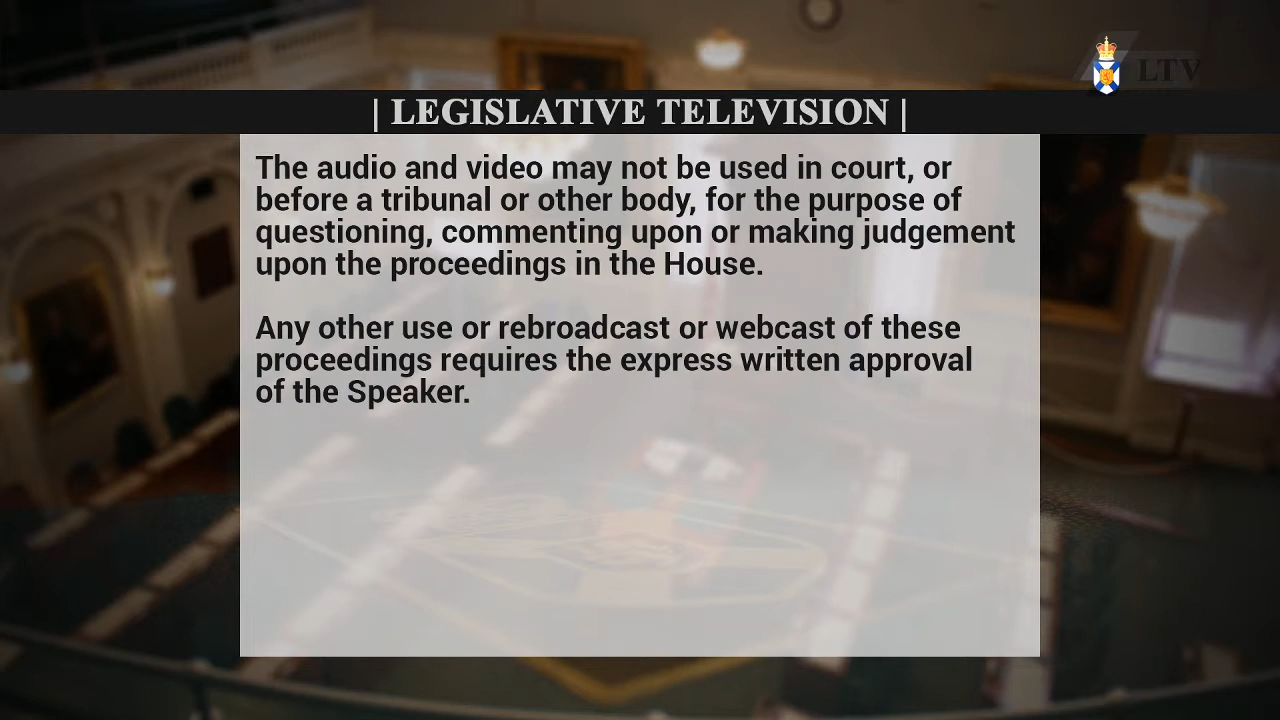 LTV
| LEGISLATIVE TELEVISION |
The audio and video may not be used in court, or
before a tribunal or other body, for the purpose of
questioning, commenting upon or making judgement
upon the proceedings in the House.
Any other use or rebroadcast or webcast of these
proceedings requires the express written approval
of the Speaker.